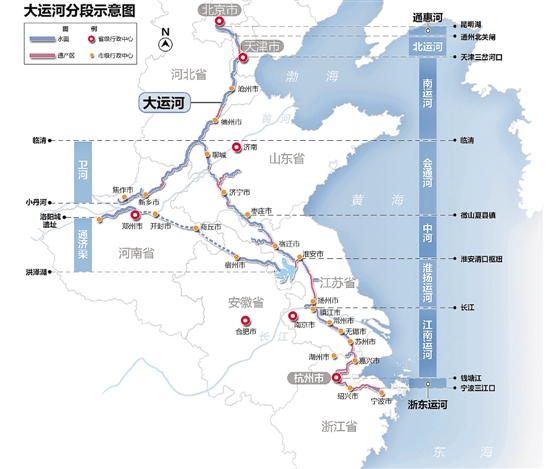 大运河分段示意图
图 例
水面
省级行政中心
遗产区
市级行政中心
北京市
天津市
河北省
沧州市
大运河
德州市
渤海
黄河
济南
聊城
山东省
临清
卫河
小丹河
焦作市
新乡市
济宁市
枣庄市
黄海
洛阳城
遗址
通济渠
郑州市
开封市
商丘市
河南省
宿迁市
宿州市
淮安市
洪泽湖
江苏省
安徽省
扬州市
镇江市
南京市
常州市
无锡市
苏州市
合肥市
长江
湖州市
嘉兴市
杭州市
绍兴市
宁波市
浙江省
东海
通惠河
昆明湖
通州北关闸
北运河
天津三岔河口
南运河
临清
会通河
微山夏县镇
中河
淮安清口枢纽
淮扬运河
长江
江南运河
钱塘江
宁波三江口
浙东运河